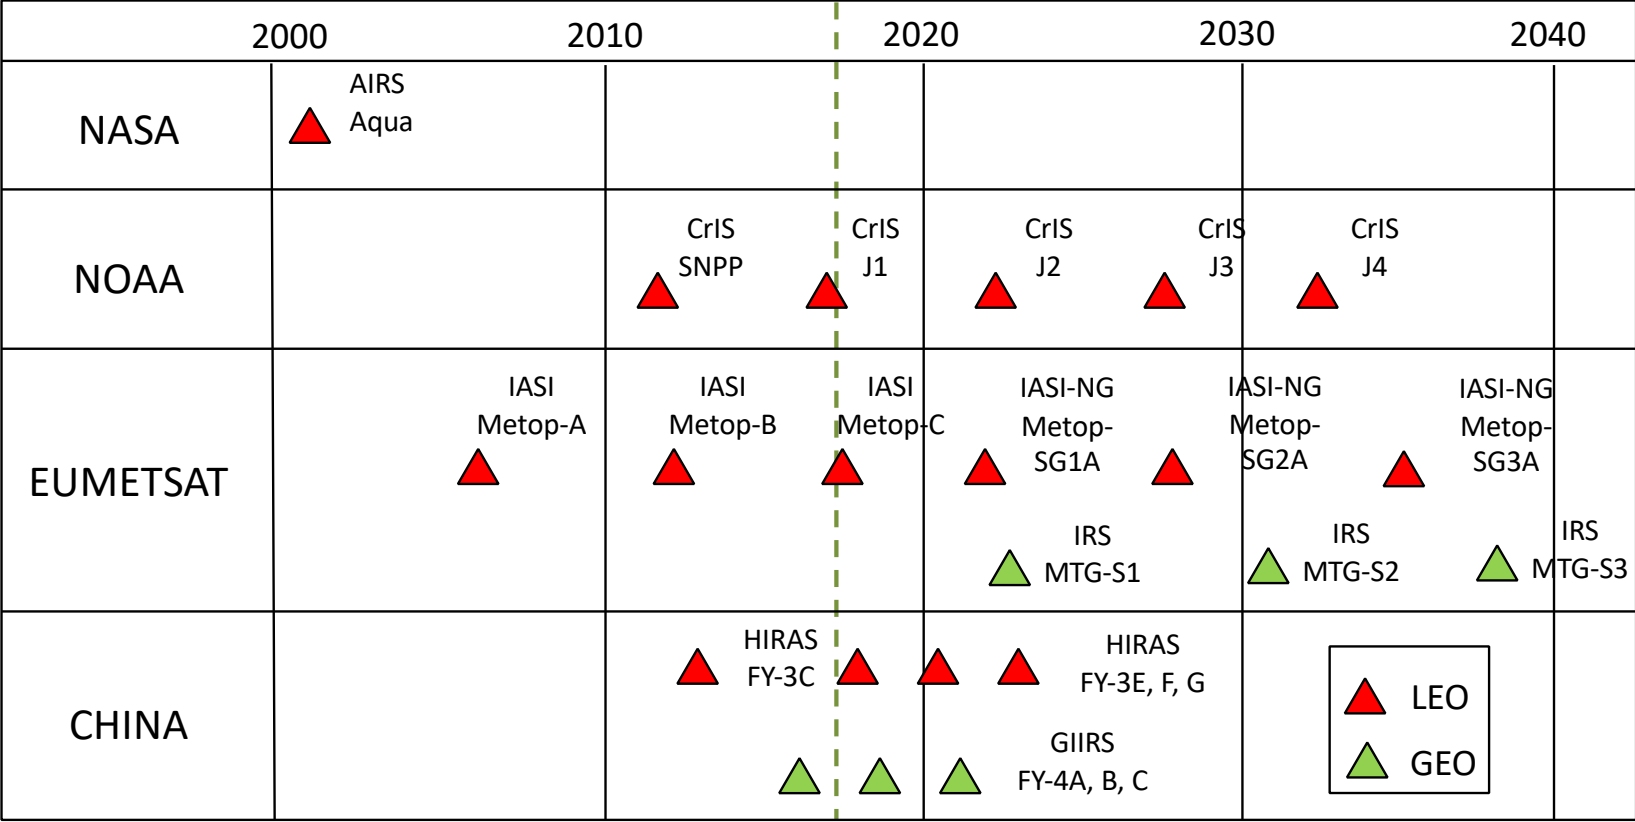 2000 2010 2020 2030 2040
NASA
AIRS
Aqua
NOAA
CrIS
SNPP
CrIS
J1
CrIS
J2
CrIS
J3
CrIS
J4
EUMETSAT
IASI
Metop-A
IASI
Metop-B
IASI
Metop-C
IASI-NG
Metop-
SG1A
IASI-NG
Metop-
SG2A
IASI-NG
Metop-
SG3A
IRS
MTG-S1
IRS
MTG-S2
IRS
MTG-S3
CHINA
HIRAS
FY-3C
HIRAS
FY-3E, F, G
GIIRS
FY-4A, B, C
LEO
GEO